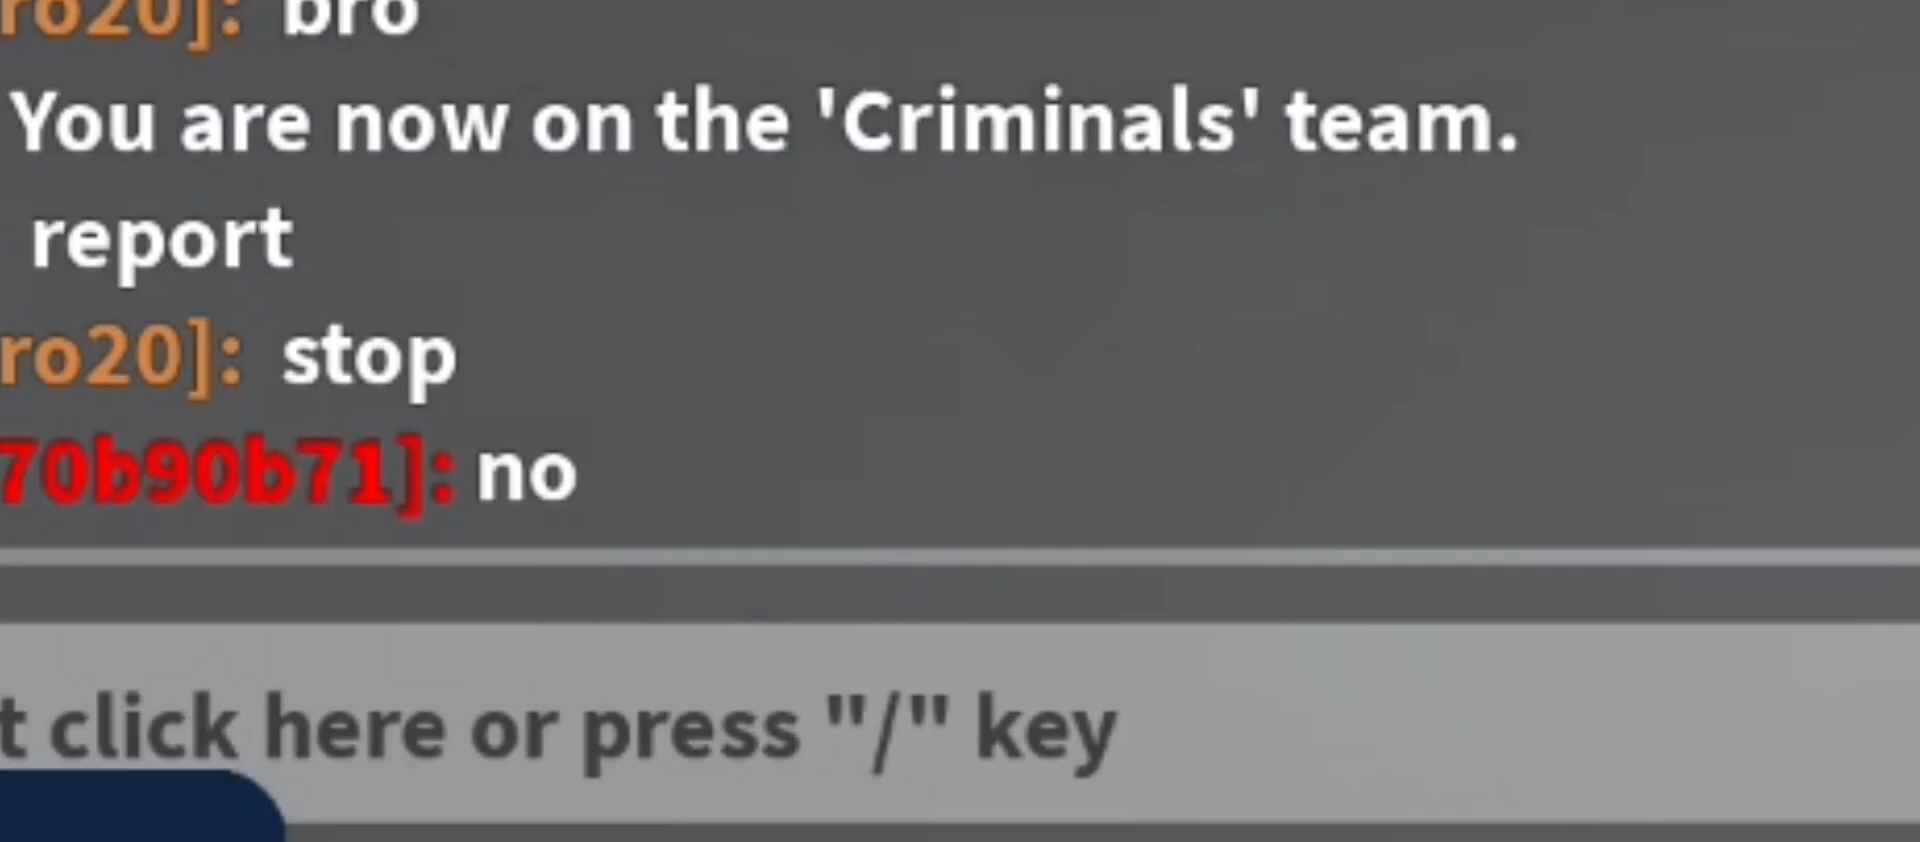 ro20]: bro
You are now on the 'Criminals' team.
report
ro20]: stop
70b90b71]: no
t click here or press "/" key